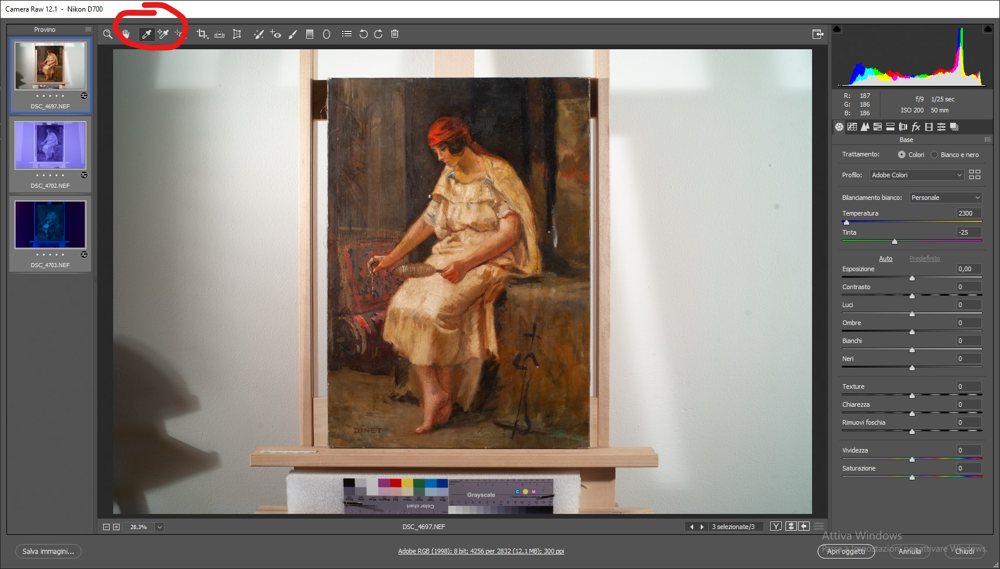 Camera Raw 12.1 - Nikon D700
Provino
DSC_4697.NEF
DSC_4702.NEF
DSC_4703.NEF
DINET
Grayscale
C Y M
Color chart
28,3%
DSC_4697.NEF
3 selezionate/3
Y
R: 187
G: 186
B: 186
f/9 1/25 sec
ISO 200 50 mm
fx
Base
Trattamento: Colori Bianco e nero
Profilo: Adobe Colori
Bilanciamento bianco: Personale
Temperatura 2300
Tinta -25
Auto Predefinito
Esposizione 0,00
Contrasto 0
Luci 0
Ombre 0
Bianchi 0
Neri 0
Texture 0
Chiarezza 0
Rimuovi foschia 0
Vividezza 0
Saturazione 0
Attiva Windows
Passa a Impostazioni per attivare Windows.
Salva immagini...
Adobe RGB (1998); 8 bit; 4256 per 2832 (12,1 MB); 300 ppi
Apri oggetti
Annulla
Chiudi